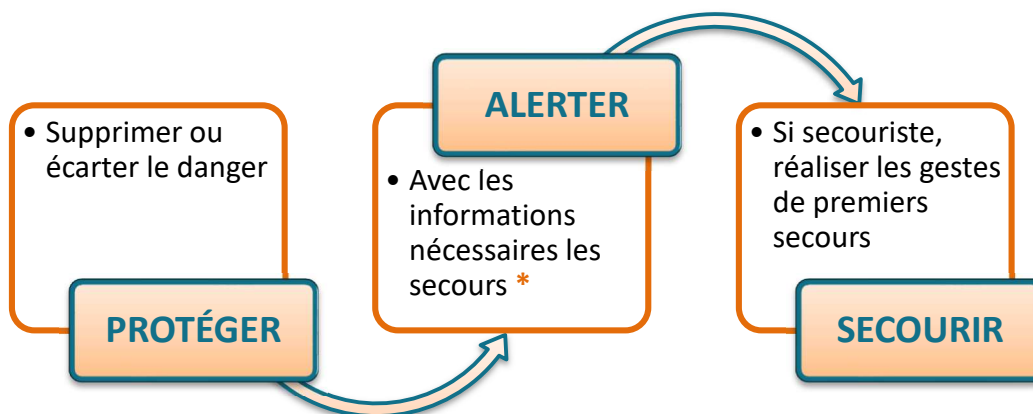 • Supprimer ou
écarter le danger
PROTÉGER
ALERTER
• Avec les
informations
nécessaires les
secours *
• Si secouriste,
réaliser les gestes
de premiers
secours
SECOURIR